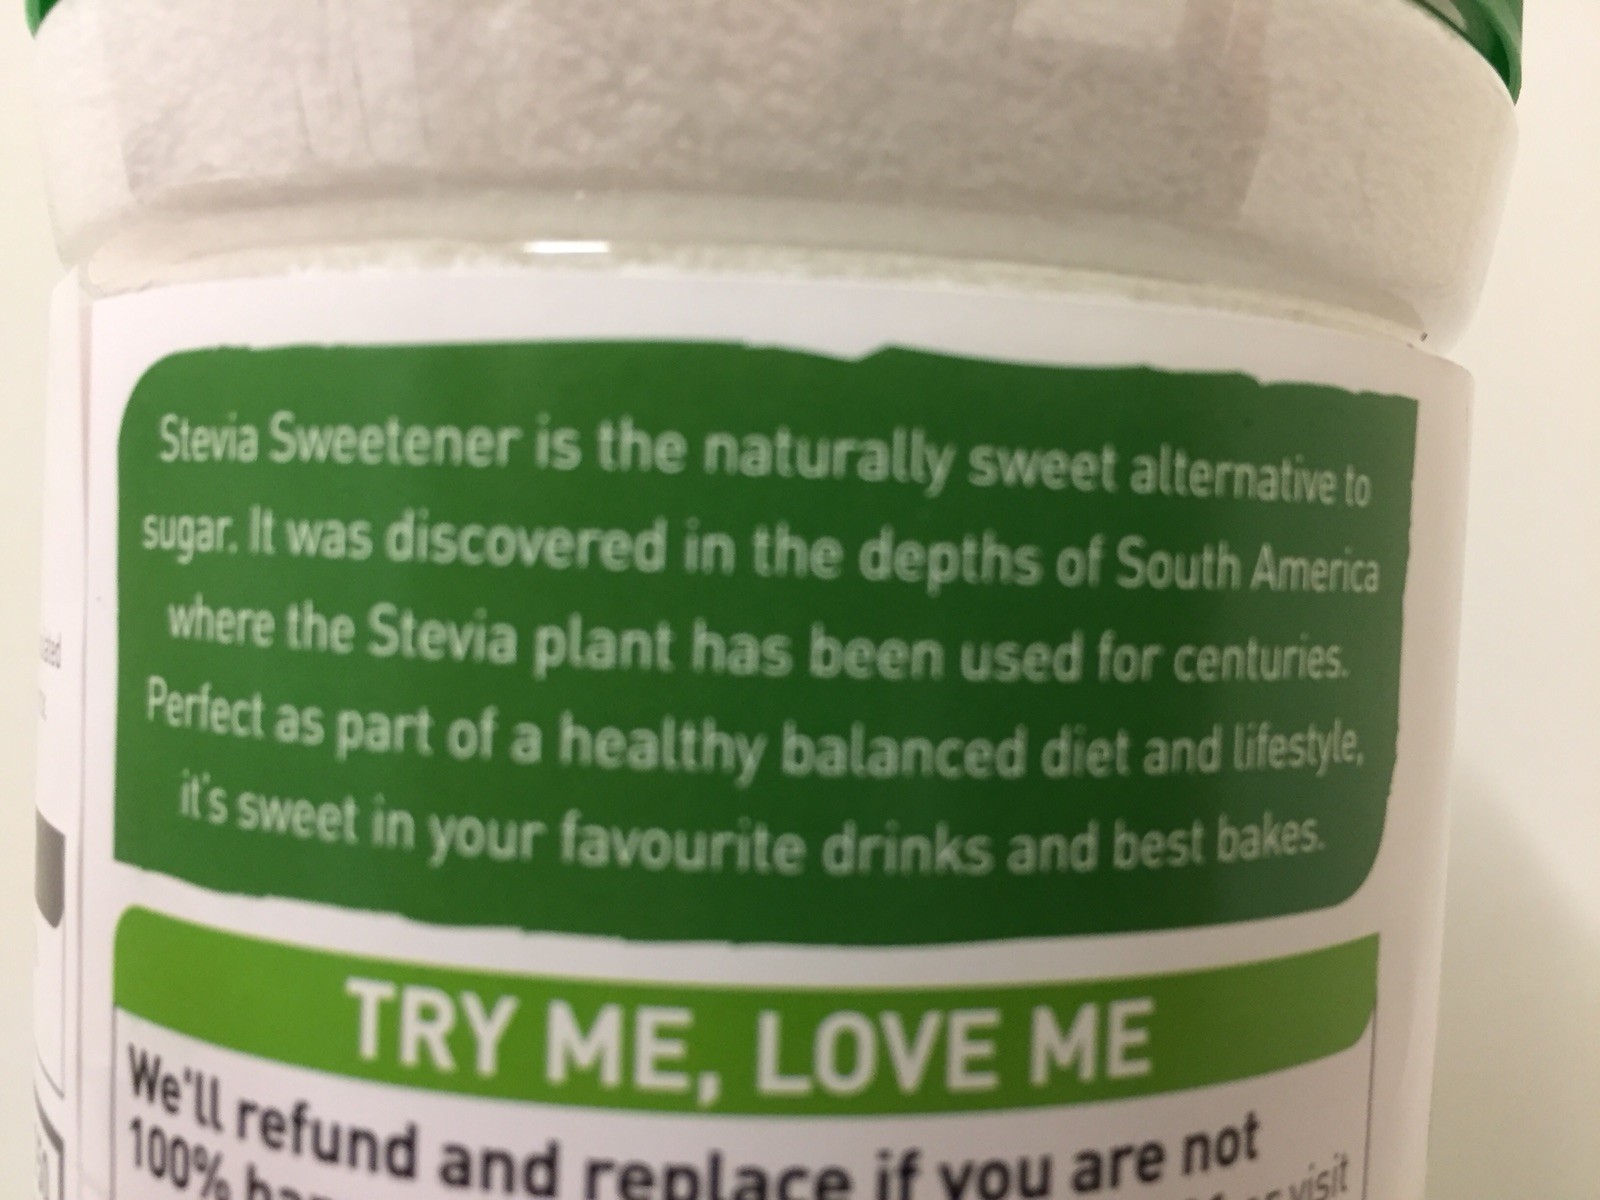 Stevia Sweetener is the naturally sweet alternative to
sugar. It was discovered in the depths of South America
where the Stevia plant has been used for centuries.
Perfect as part of a healthy balanced diet and lifestyle,
it's sweet in your favourite drinks and best bakes.
TRY ME, LOVE ME
We'll refund and replace if you are not
100%
or visit